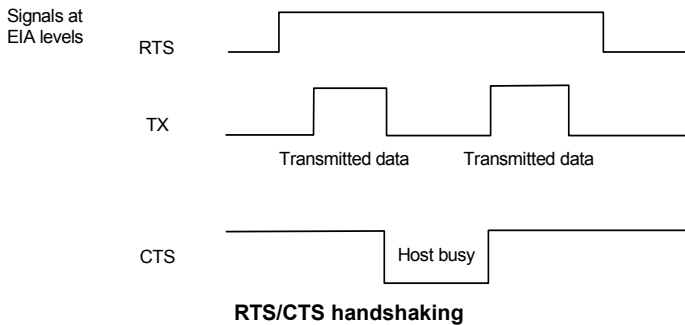 Signals at
EIA levels
RTS
TX
Transmitted data
Transmitted data
CTS
Host busy
RTS/CTS handshaking